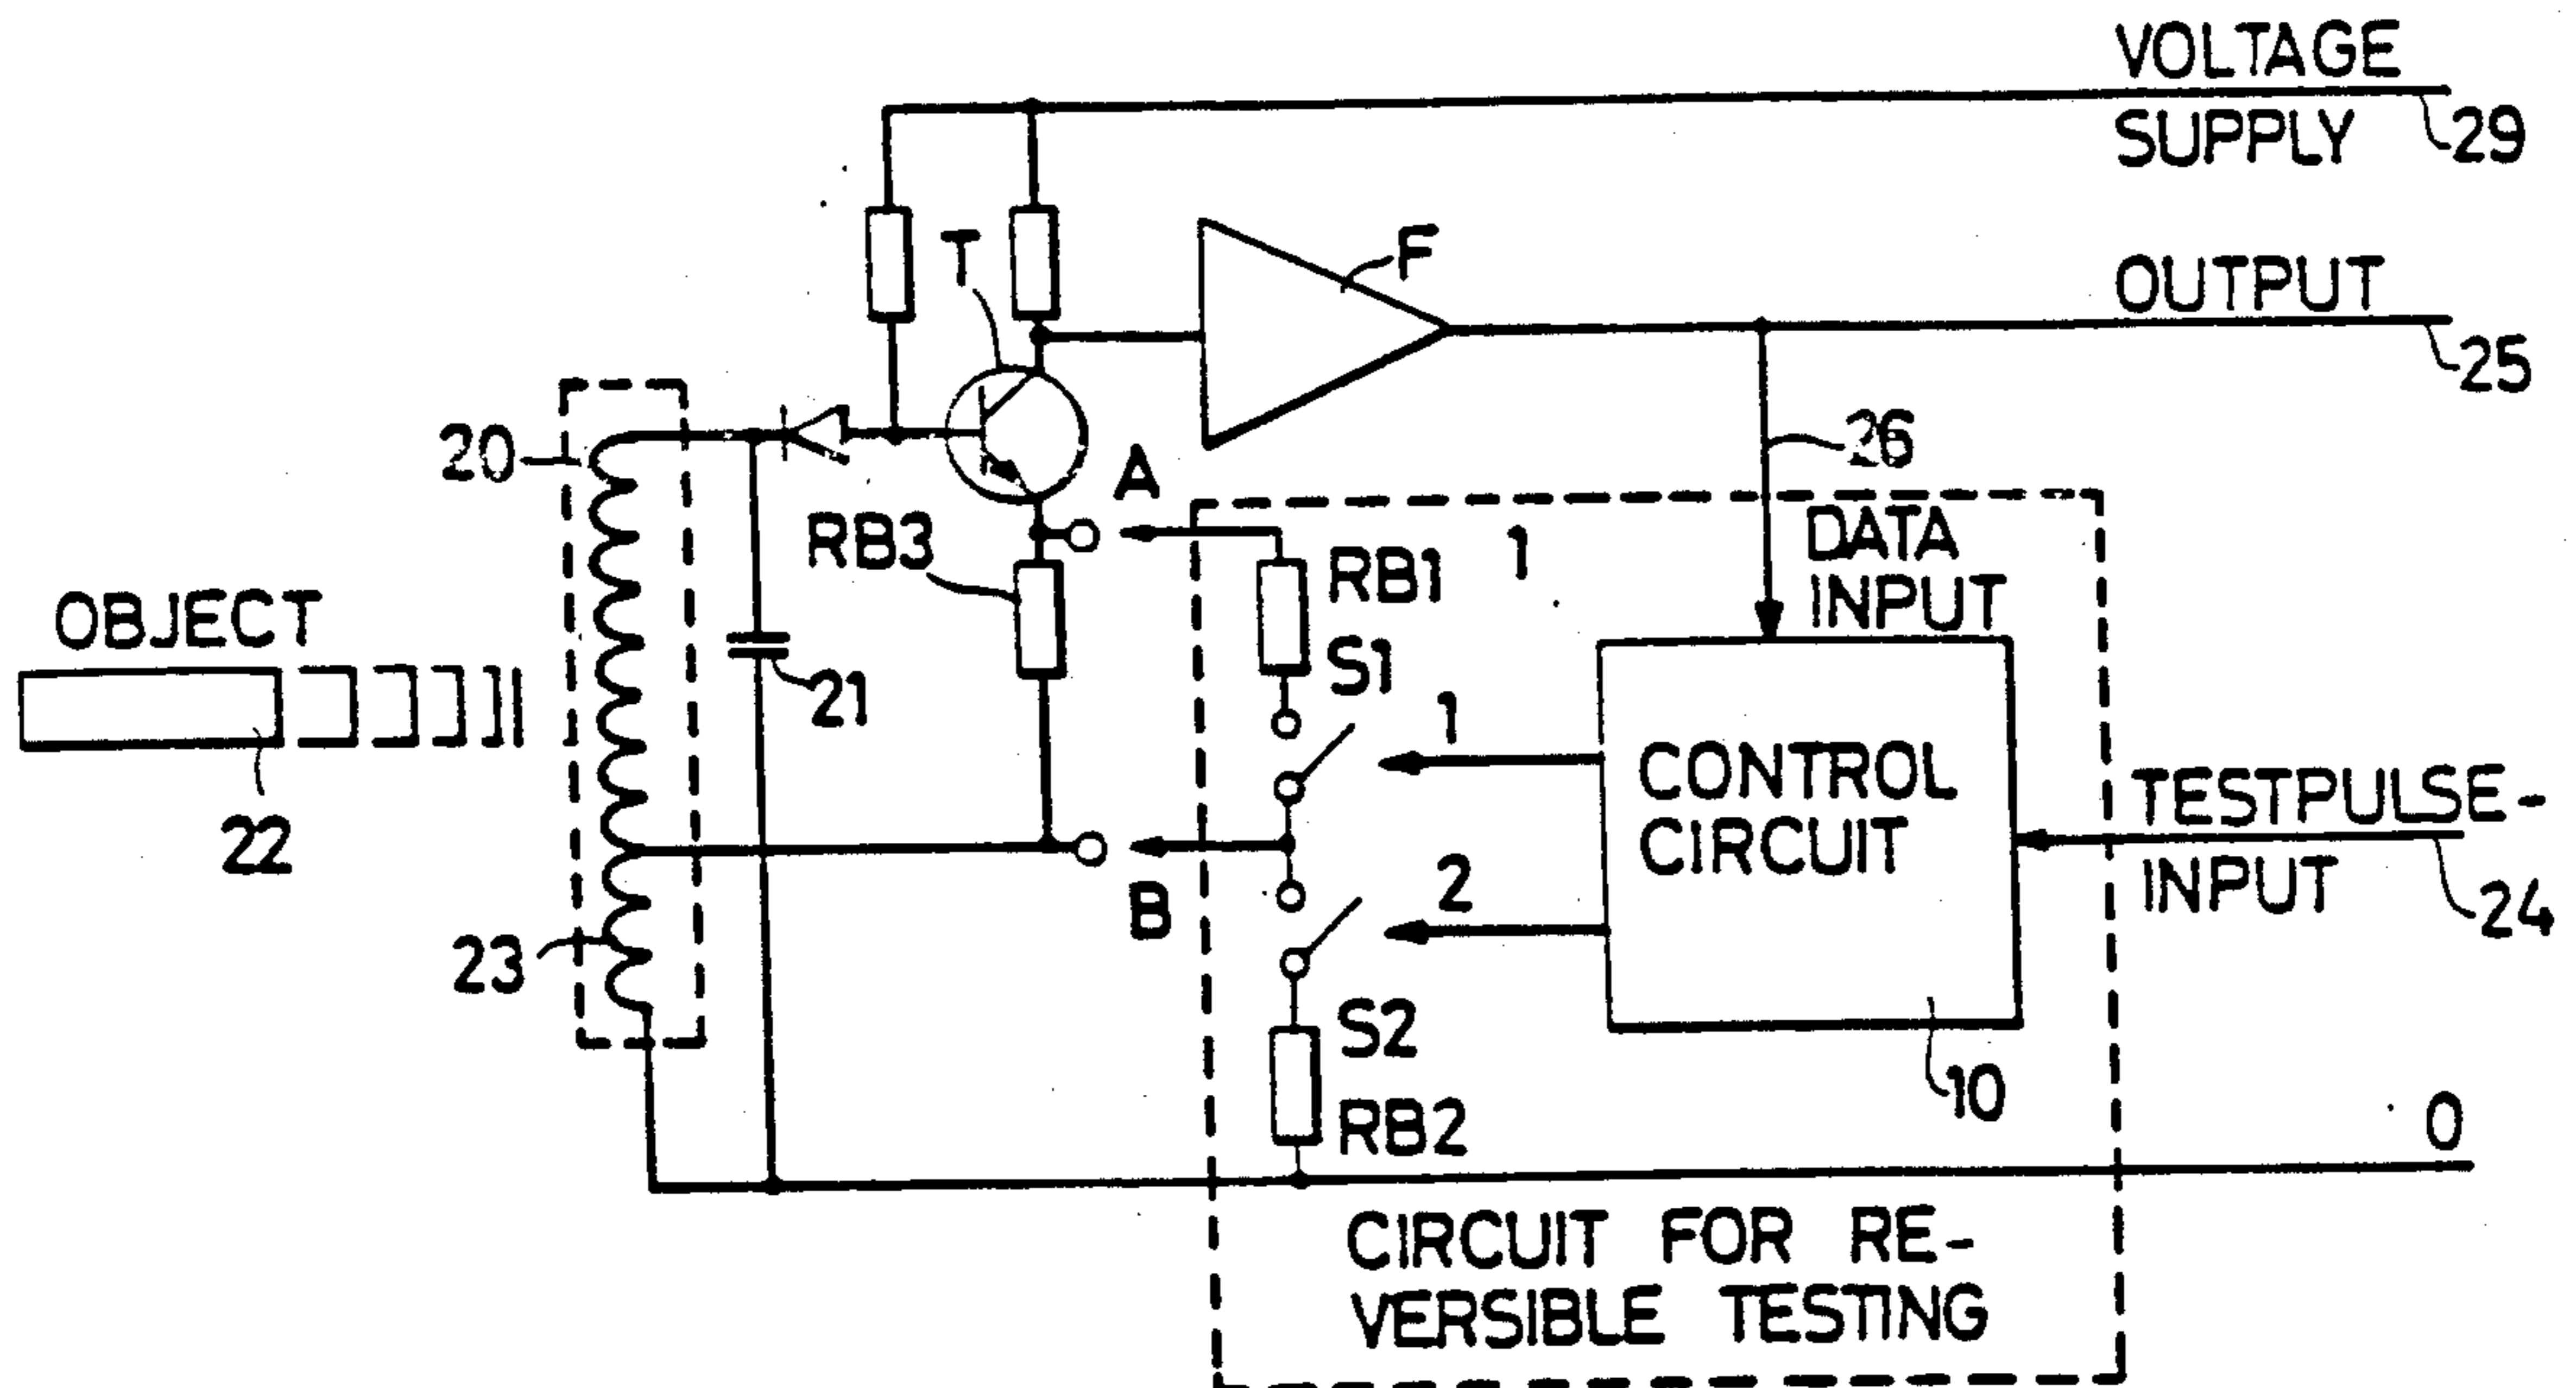 VOLTAGE
SUPPLY
29
T
F
OUTPUT
25
20
26
A
RB3
DATA
INPUT
RB1
1
OBJECT
S1
21
1
CONTROL
CIRCUIT
TESTPULSE-
INPUT
22
B
2
24
23
S2
10
RB2
0
CIRCUIT FOR RE-
VERSIBLE TESTING